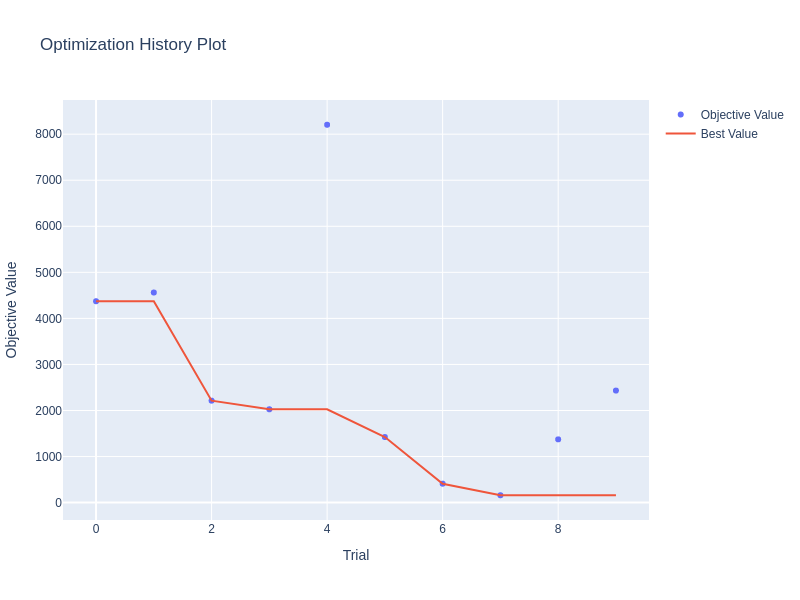 Optimization History Plot
Objective Value
Best Value
8000
7000
6000
5000
4000
3000
2000
1000
0
Objective Value
0 2 4 6 8
Trial